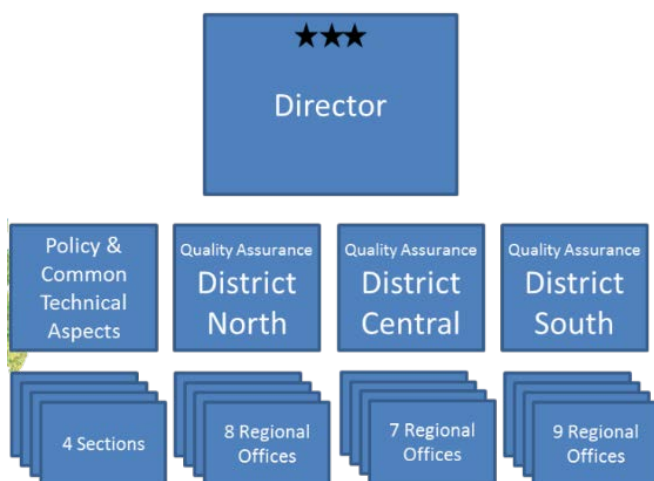 Director
Policy &
Common
Technical
Aspects
Quality Assurance
District
North
Quality Assurance
District
Central
Quality Assurance
District
South
4 Sections
8 Regional
Offices
7 Regional
Offices
9 Regional
Offices